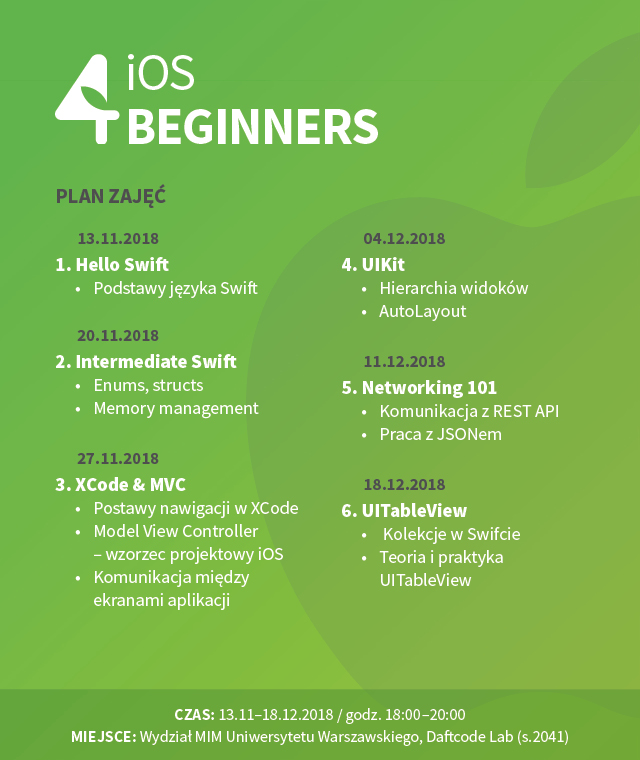 4 iOS
BEGINNERS
PLAN ZAJĘĆ
13.11.2018
1. Hello Swift
• Podstawy języka Swift
20.11.2018
2. Intermediate Swift
• Enums, structs
• Memory management
27.11.2018
3. XCode & MVC
• Postawy nawigacji w XCode
• Model View Controller
– wzorzec projektowy iOS
• Komunikacja między
ekranami aplikacji
04.12.2018
4. UIKit
• Hierarchia widoków
• AutoLayout
11.12.2018
5. Networking 101
• Komunikacja z REST API
• Praca z JSONem
18.12.2018
6. UITableView
• Kolekcje w Swifcie
• Teoria i praktyka
UITableView
CZAS: 13.11–18.12.2018 / godz. 18:00–20:00
MIEJSCE: Wydział MIM Uniwersytetu Warszawskiego, Daftcode Lab (s.2041)